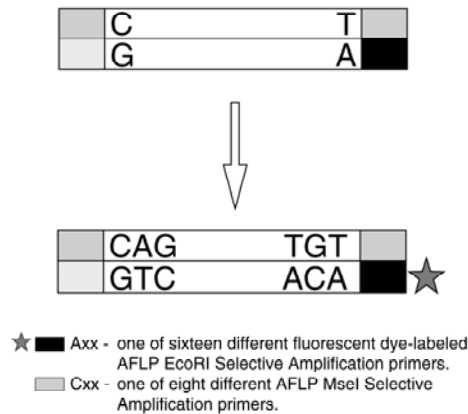 C T
G A
CAG TGT
GTC ACA
Axx - one of sixteen different fluorescent dye-labeled
AFLP EcoRI Selective Amplification primers.
Cxx - one of eight different AFLP MseI Selective
Amplification primers.